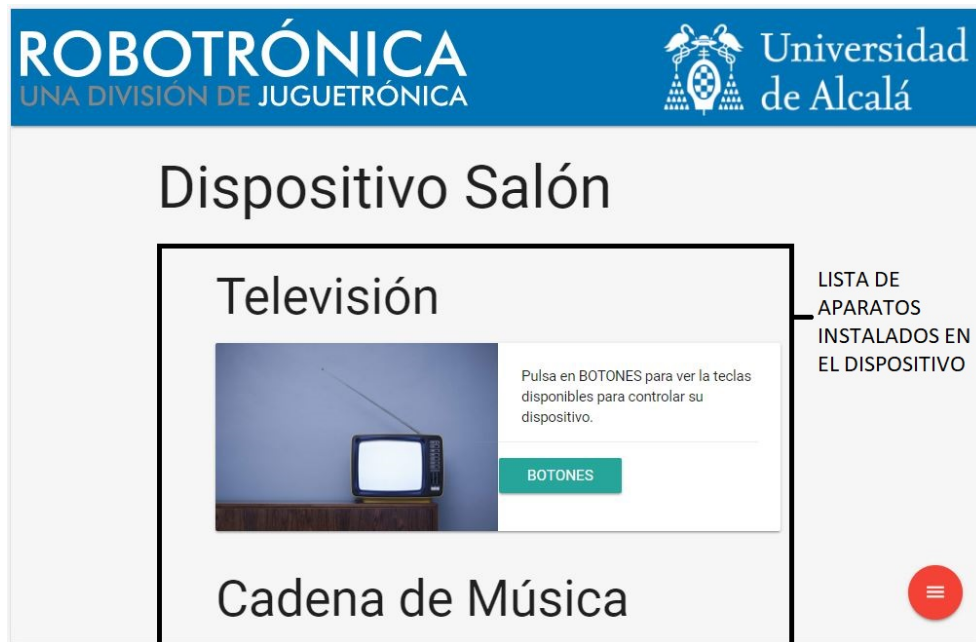 ROBOTRÓNICA
UNA DIVISIÓN DE JUGUETRÓNICA
Universidad
de Alcalá
Dispositivo Salón
Televisión
Pulsa en BOTONES para ver la teclas
disponibles para controlar su
dispositivo.
BOTONES
Cadena de Música
LISTA DE
APARATOS
INSTALADOS EN
EL DISPOSITIVO